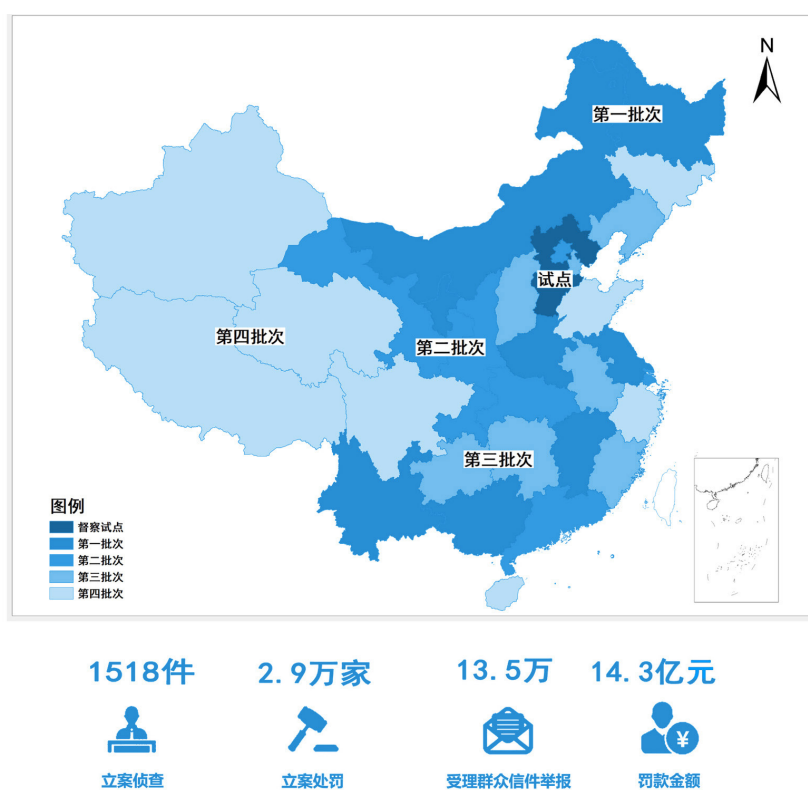 N
第一批次
试点
第四批次
第二批次
第三批次
图例
督察试点
第一批次
第二批次
第三批次
第四批次
1518件 2.9万家 13.5万 14.3亿元
¥
立案侦查 立案处罚 受理群众信件举报 罚款金额